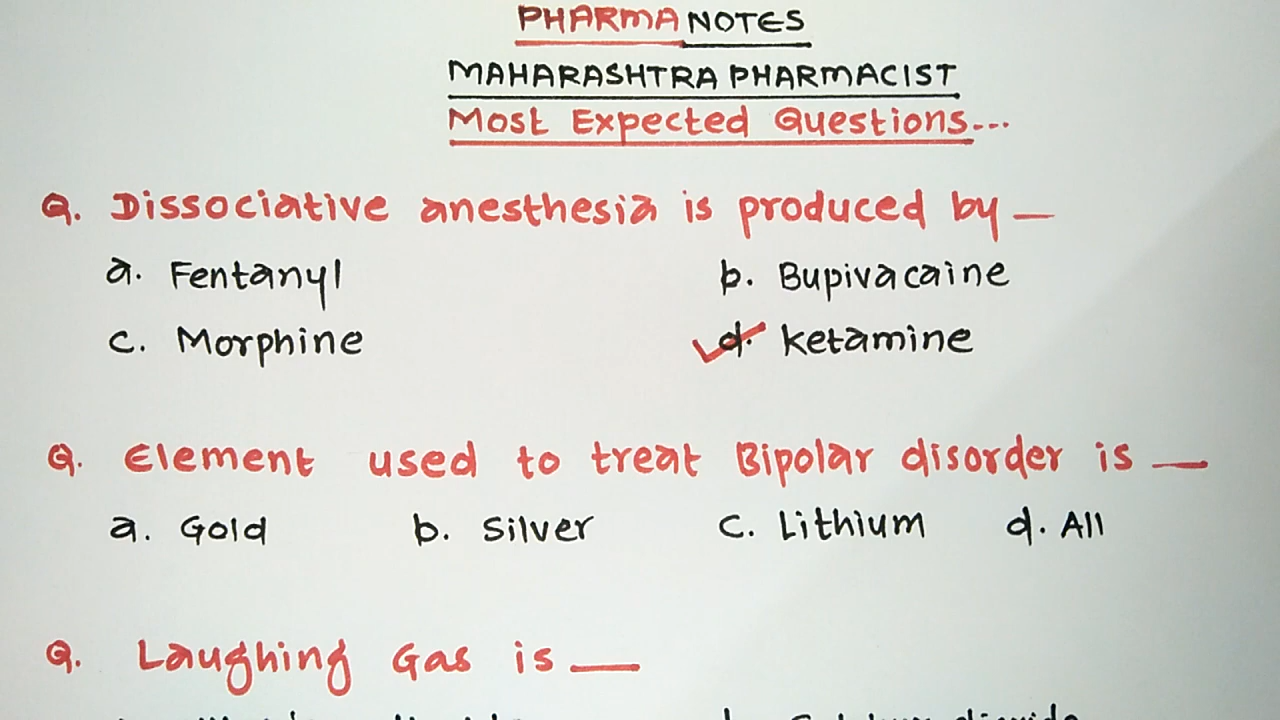 PHARMA NOTES
MAHARASHTRA PHARMACIST
Most Expected Questions...
Q. Dissociative anesthesia is produced by —
a. Fentanyl b. Bupivacaine
c. Morphine d. ketamine
Q. Element used to treat Bipolar disorder is —
a. Gold b. Silver c. Lithium d. All
Q. Laughing Gas is —